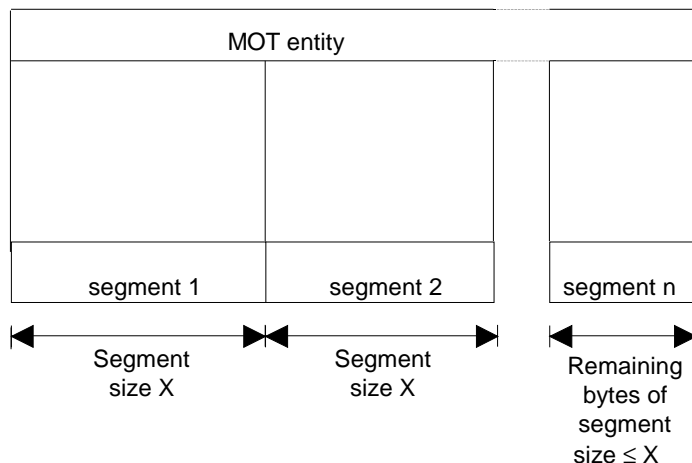 MOT entity
segment 1
segment 2
segment n
Segment
size X
Segment
size X
Remaining
bytes of
segment
size ≤ X